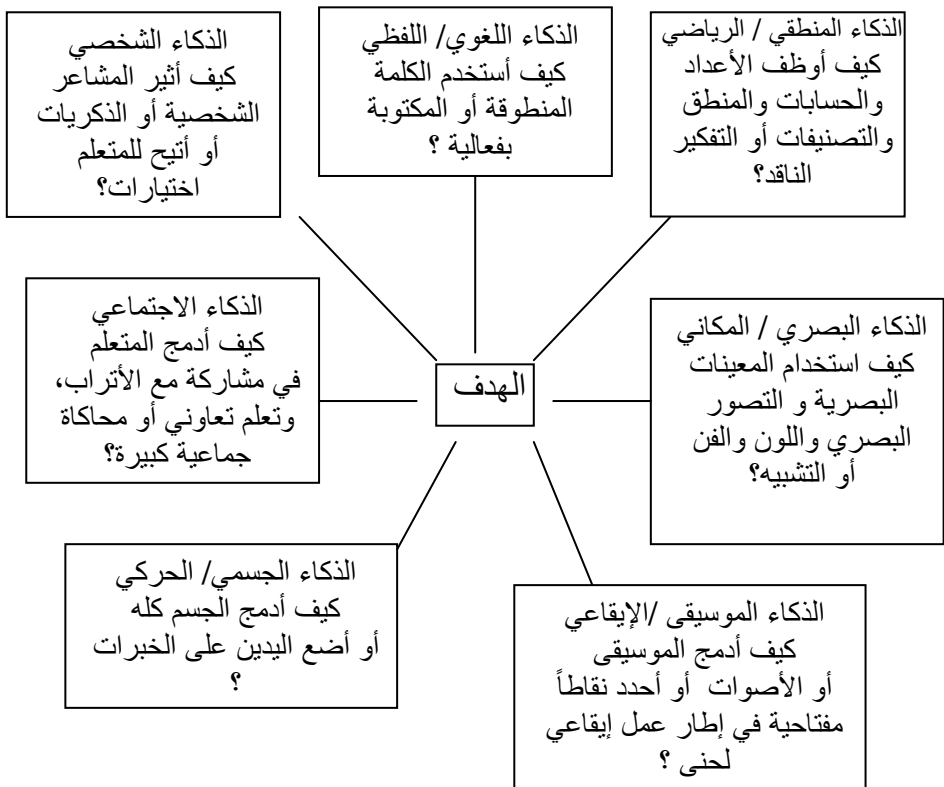 الذكاء المنطقي / الرياضي
كيف أوظف الأعداد
والحسابات والمنطق
والتصنيفات أو التفكير
الناقد؟
الذكاء اللغوي/ اللفظي
كيف أستخدم الكلمة
المنطوقة أو المكتوبة
بفعالية ؟
الذكاء الشخصي
كيف أثير المشاعر
الشخصية أو الذكريات
أو أتيح للمتعلم
اختيارات؟
الذكاء البصري / المكاني
كيف استخدام المعينات
البصرية و التصور
البصري واللون والفن
أو التشبيه؟
الهدف
الذكاء الاجتماعي
كيف أدمج المتعلم
في مشاركة مع الأتراب،
وتعلم تعاوني أو محاكاة
جماعية كبيرة؟
الذكاء الموسيقى /الإيقاعي
كيف أدمج الموسيقى
أو الأصوات أو أحدد نقاطاً
مفتاحية في إطار عمل إيقاعي
لحنى ؟
الذكاء الجسمي/ الحركي
كيف أدمج الجسم كله
أو أضع اليدين على الخبرات
؟